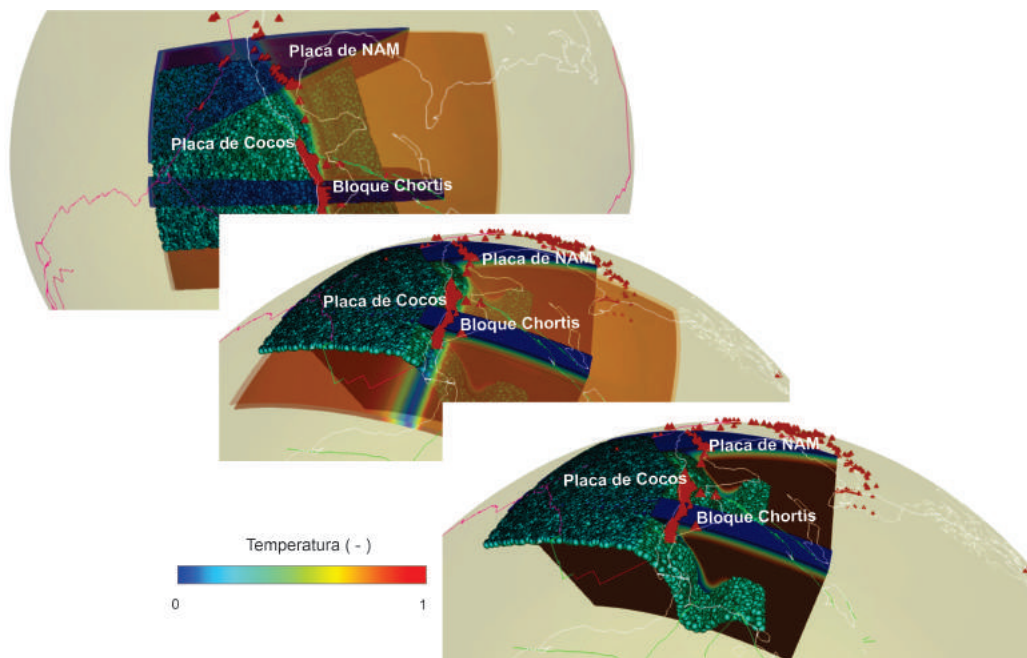 Placa de NAM
Placa de Cocos
Bloque Chortis
Placa de NAM
Placa de Cocos
Bloque Chortis
Placa de NAM
Placa de Cocos
Bloque Chortis
Temperatura ( - )
0 1